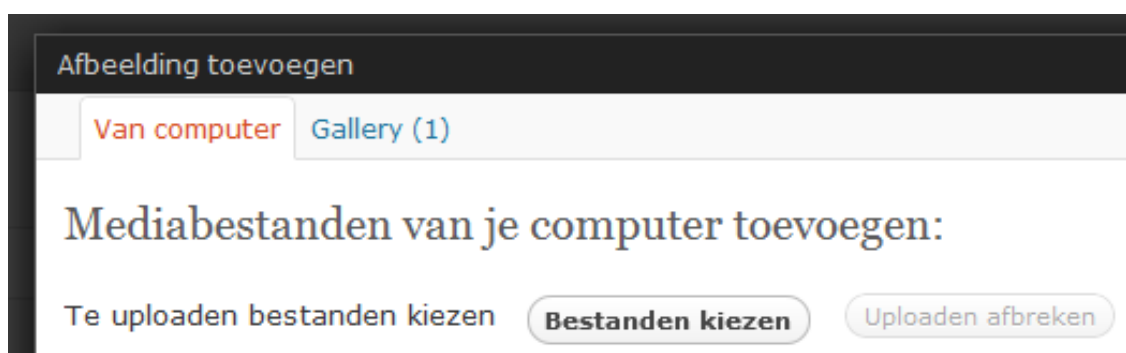 Afbeelding toevoegen
Van computer Gallery (1)
Mediabestanden van je computer toevoegen:
Te uploaden bestanden kiezen Bestanden kiezen Uploaden afbreken